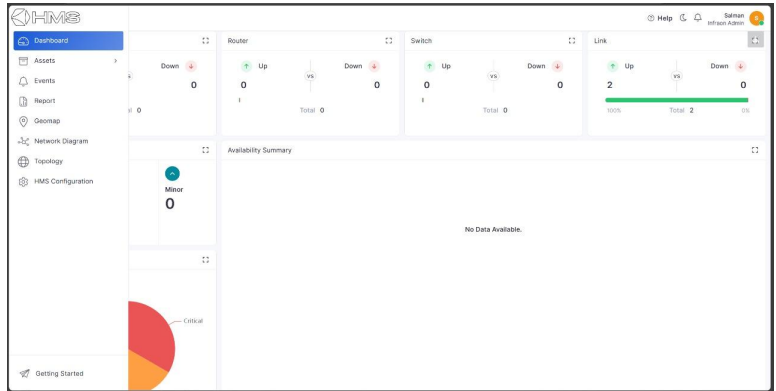 HMS
Help
Salman
Infraon Admin
Dashboard
Assets
Events
Report
Geomap
Network Diagram
Topology
HMS Configuration
Getting Started
Down
0
0
Router
Up
vs
Down
0
0
Total 0
Switch
Up
vs
Down
0
0
Total 0
Link
Up
vs
Down
2
0
100%
Total 2
0%
Minor
0
Availability Summary
No Data Available.
Critical